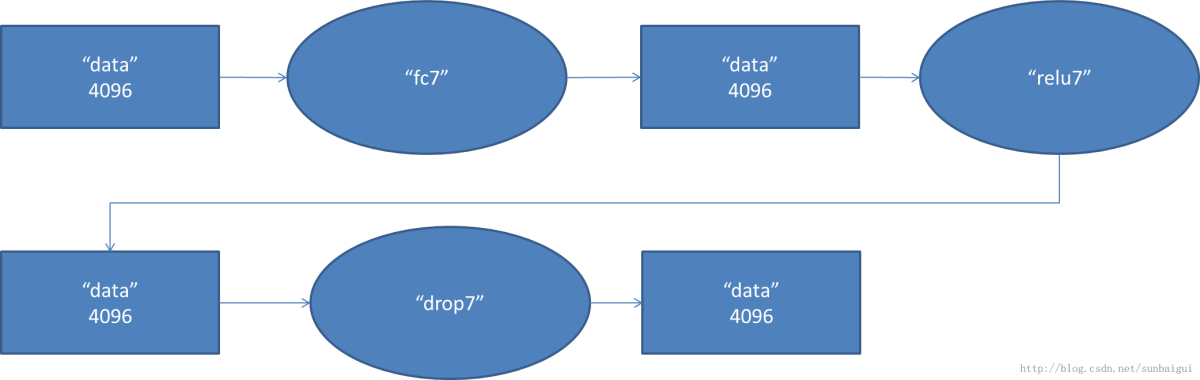 “data”
4096
“fc7”
“data”
4096
“relu7”
“data”
4096
“drop7”
“data”
4096
http://blog.csdn.net/sunbaigui